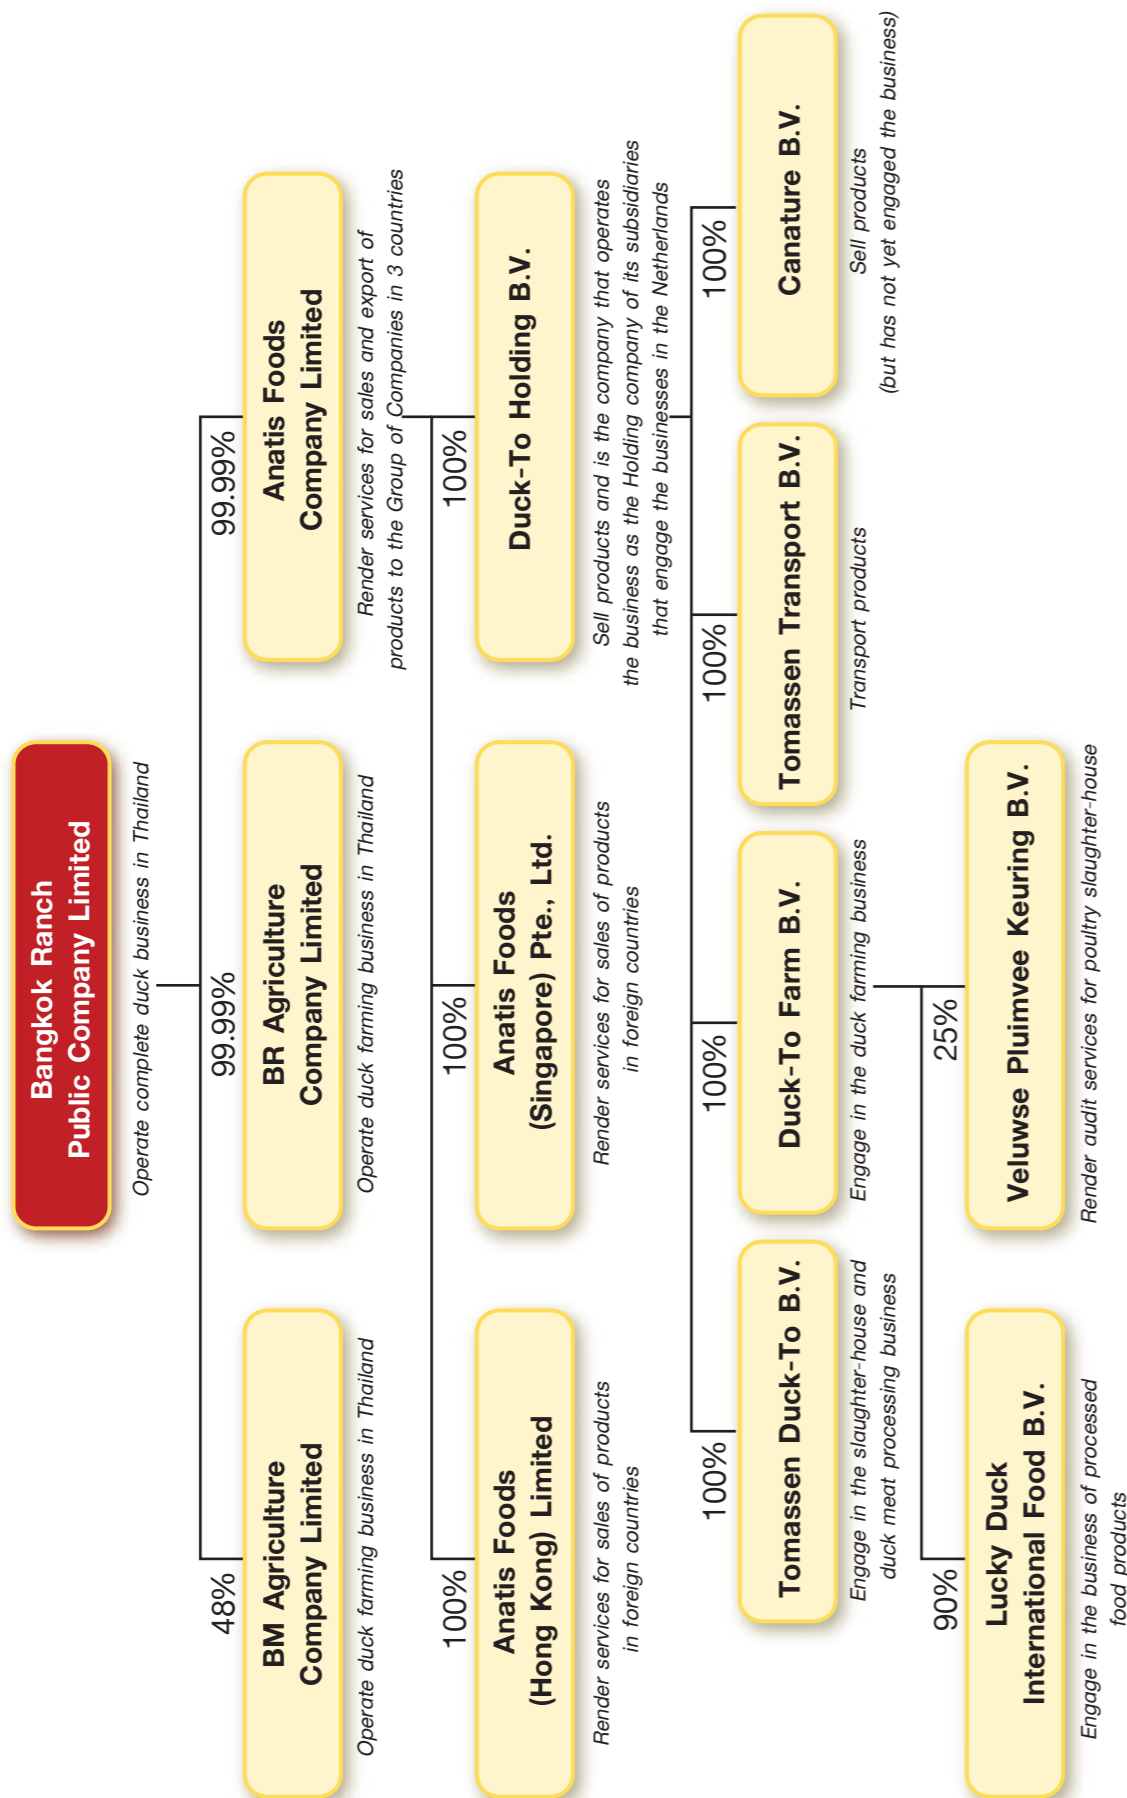 Bangkok Ranch
Public Company Limited
Operate complete duck business in Thailand
48%
BM Agriculture
Company Limited
Operate duck farming business in Thailand
99.99%
BR Agriculture
Company Limited
Operate duck farming business in Thailand
99.99%
Anatis Foods
Company Limited
Render services for sales and export of
products to the Group of Companies in 3 countries
100%
Anatis Foods
(Hong Kong) Limited
Render services for sales of products
in foreign countries
100%
Anatis Foods
(Singapore) Pte., Ltd.
Render services for sales of products
in foreign countries
100%
Duck-To Holding B.V.
Sell products and is the company that operates
the business as the Holding company of its subsidiaries
that engage the businesses in the Netherlands
100%
Tomassen Duck-To B.V.
Engage in the slaughter-house and
duck meat processing business
100%
Duck-To Farm B.V.
Engage in the duck farming business
100%
Tomassen Transport B.V.
Transport products
100%
Canature B.V.
Sell products
(but has not yet engaged the business)
90%
Lucky Duck
International Food B.V.
Engage in the business of processed
food products
25%
Veluwse Pluimvee Keuring B.V.
Render audit services for poultry slaughter-house